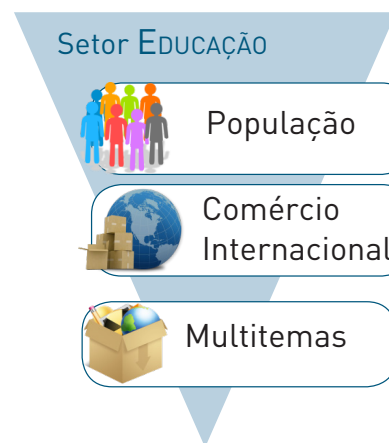 Setor EDUCAÇÃO
População
Comércio
Internacional
Multitemas